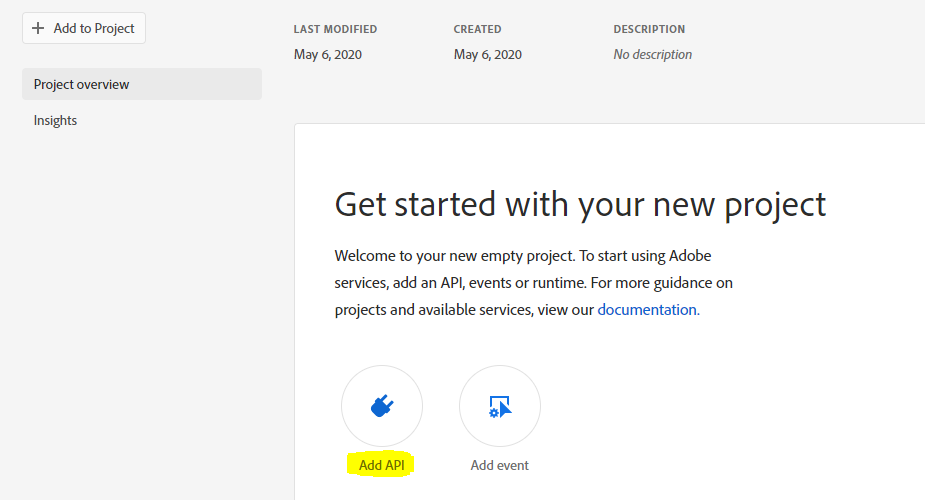 Add to Project
Project overview
Insights
LAST MODIFIED
May 6, 2020
CREATED
May 6, 2020
DESCRIPTION
No description
Get started with your new project
Welcome to your new empty project. To start using Adobe
services, add an API, events or runtime. For more guidance on
projects and available services, view our documentation.
Add API
Add event